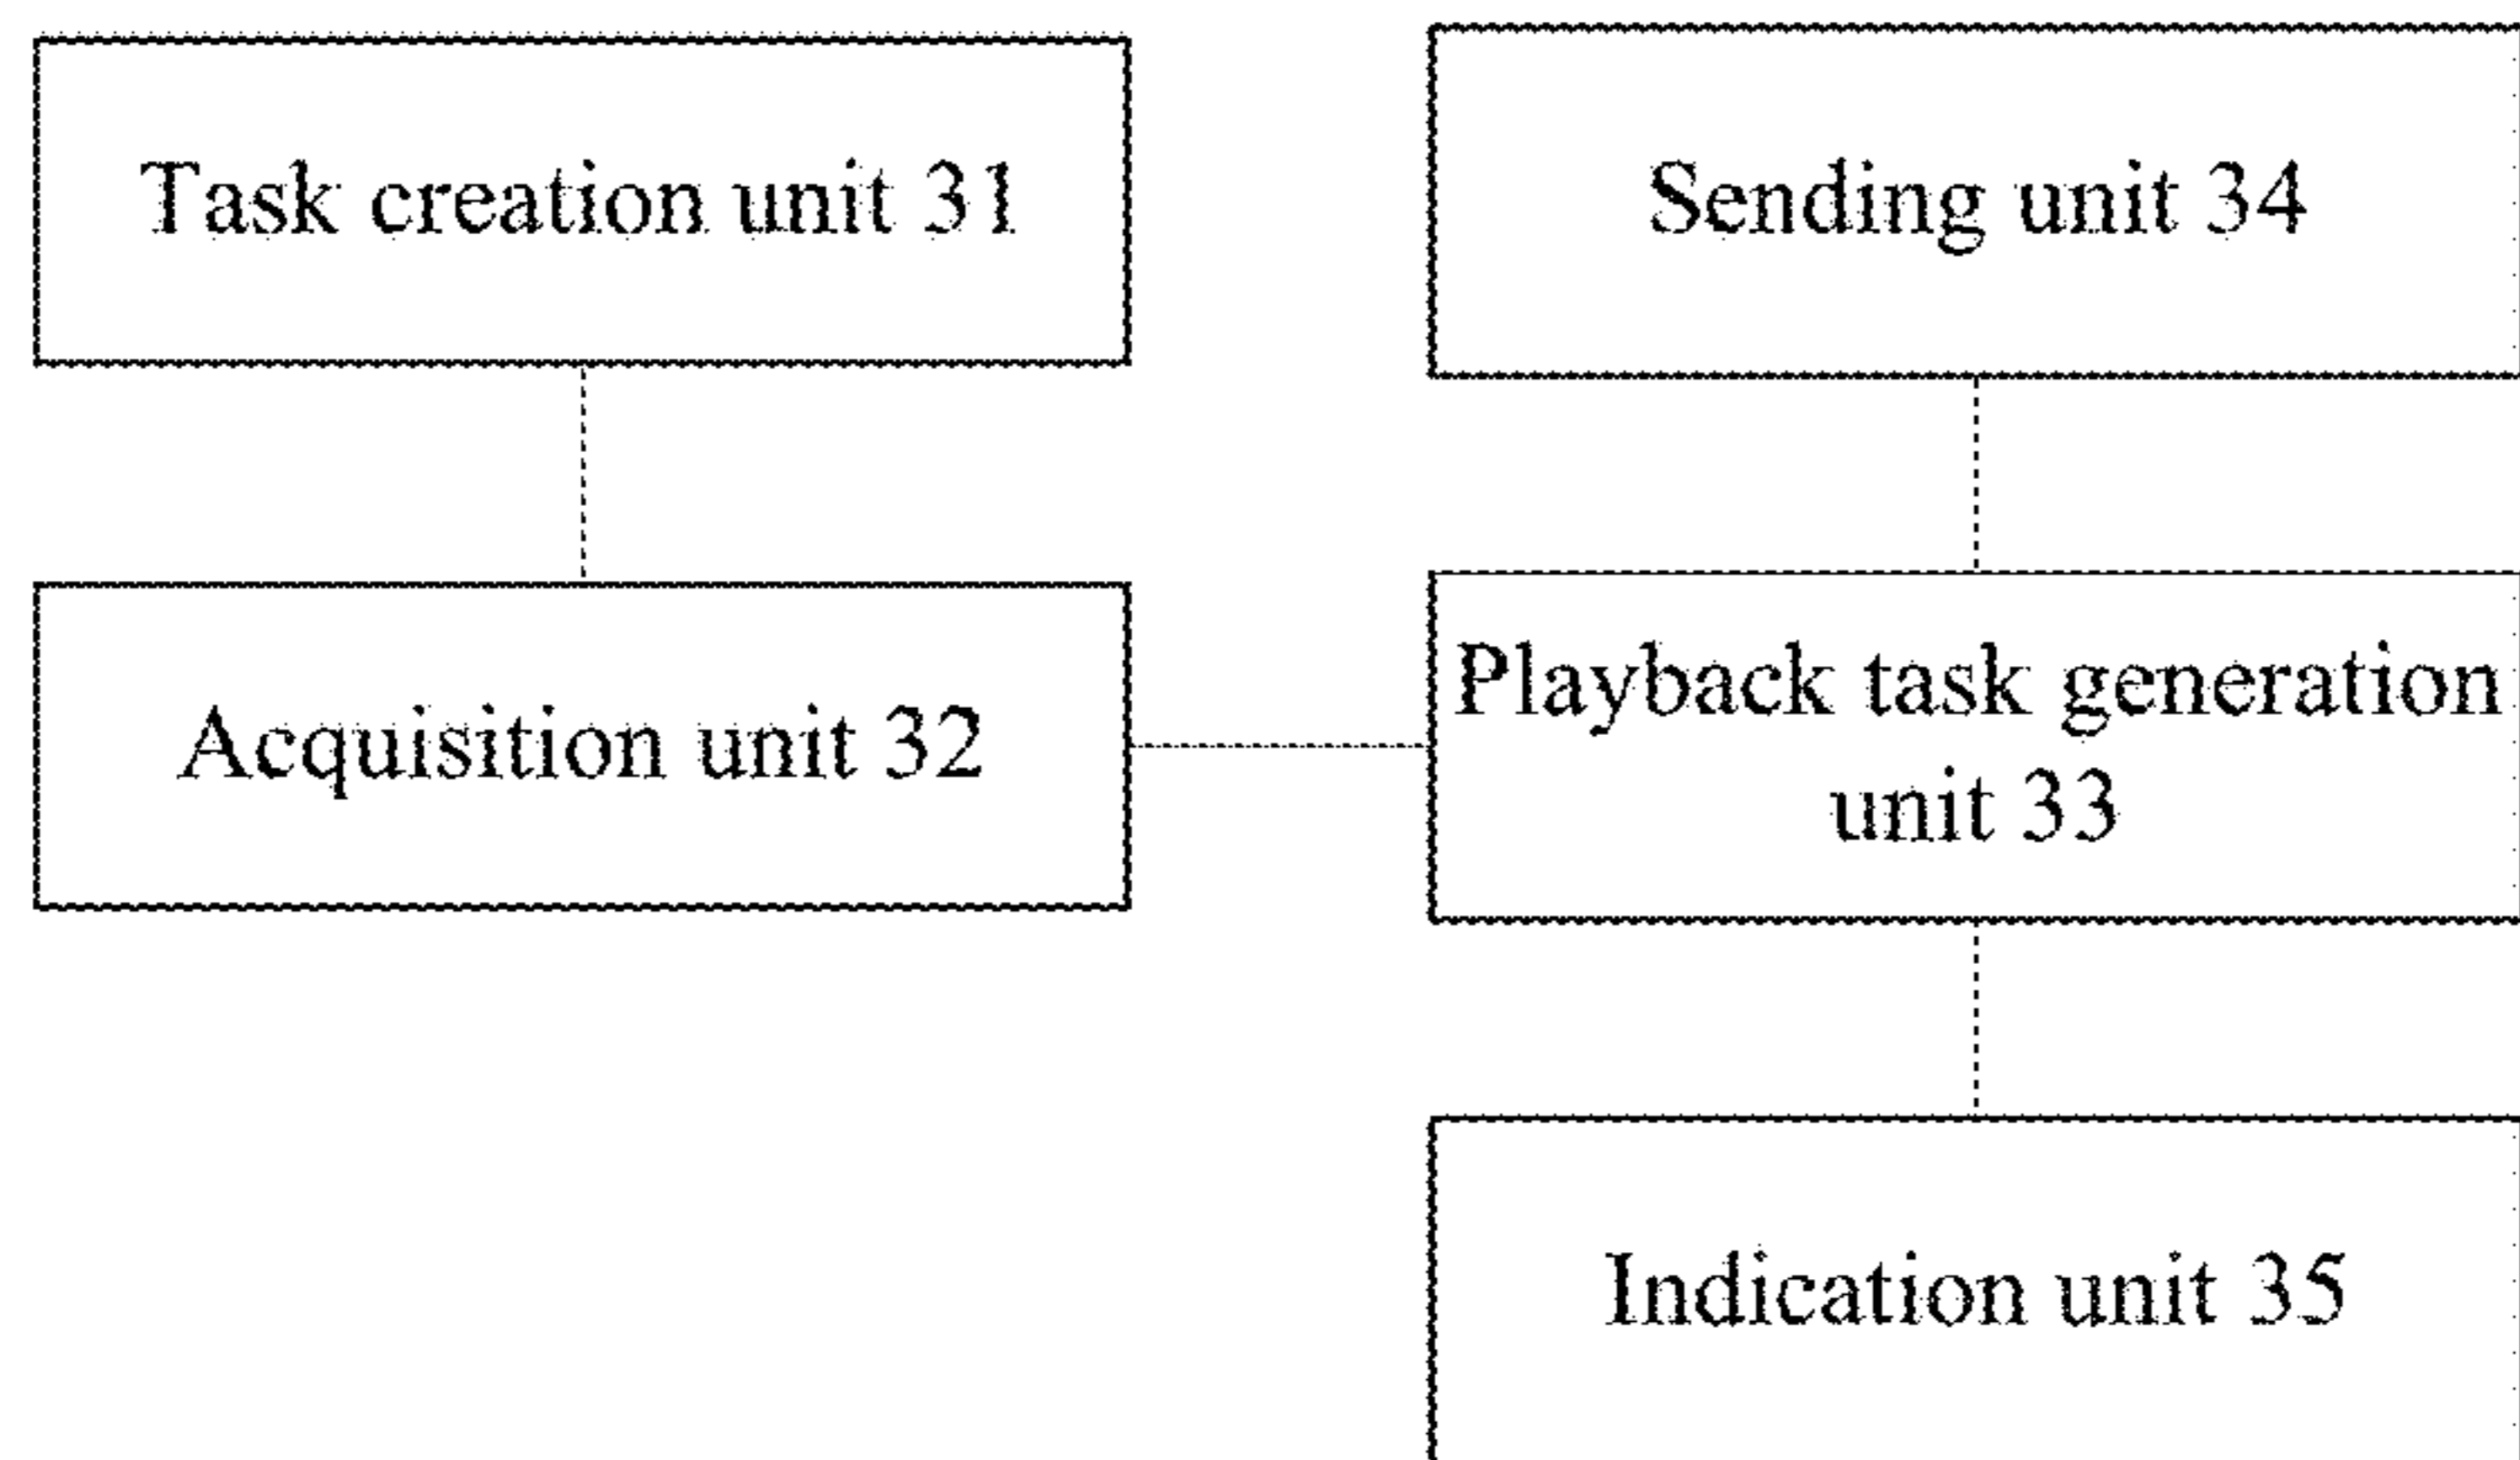 Task creation unit 31
Sending unit 34
Acquisition unit 32
Playback task generation
unit 33
Indication unit 35